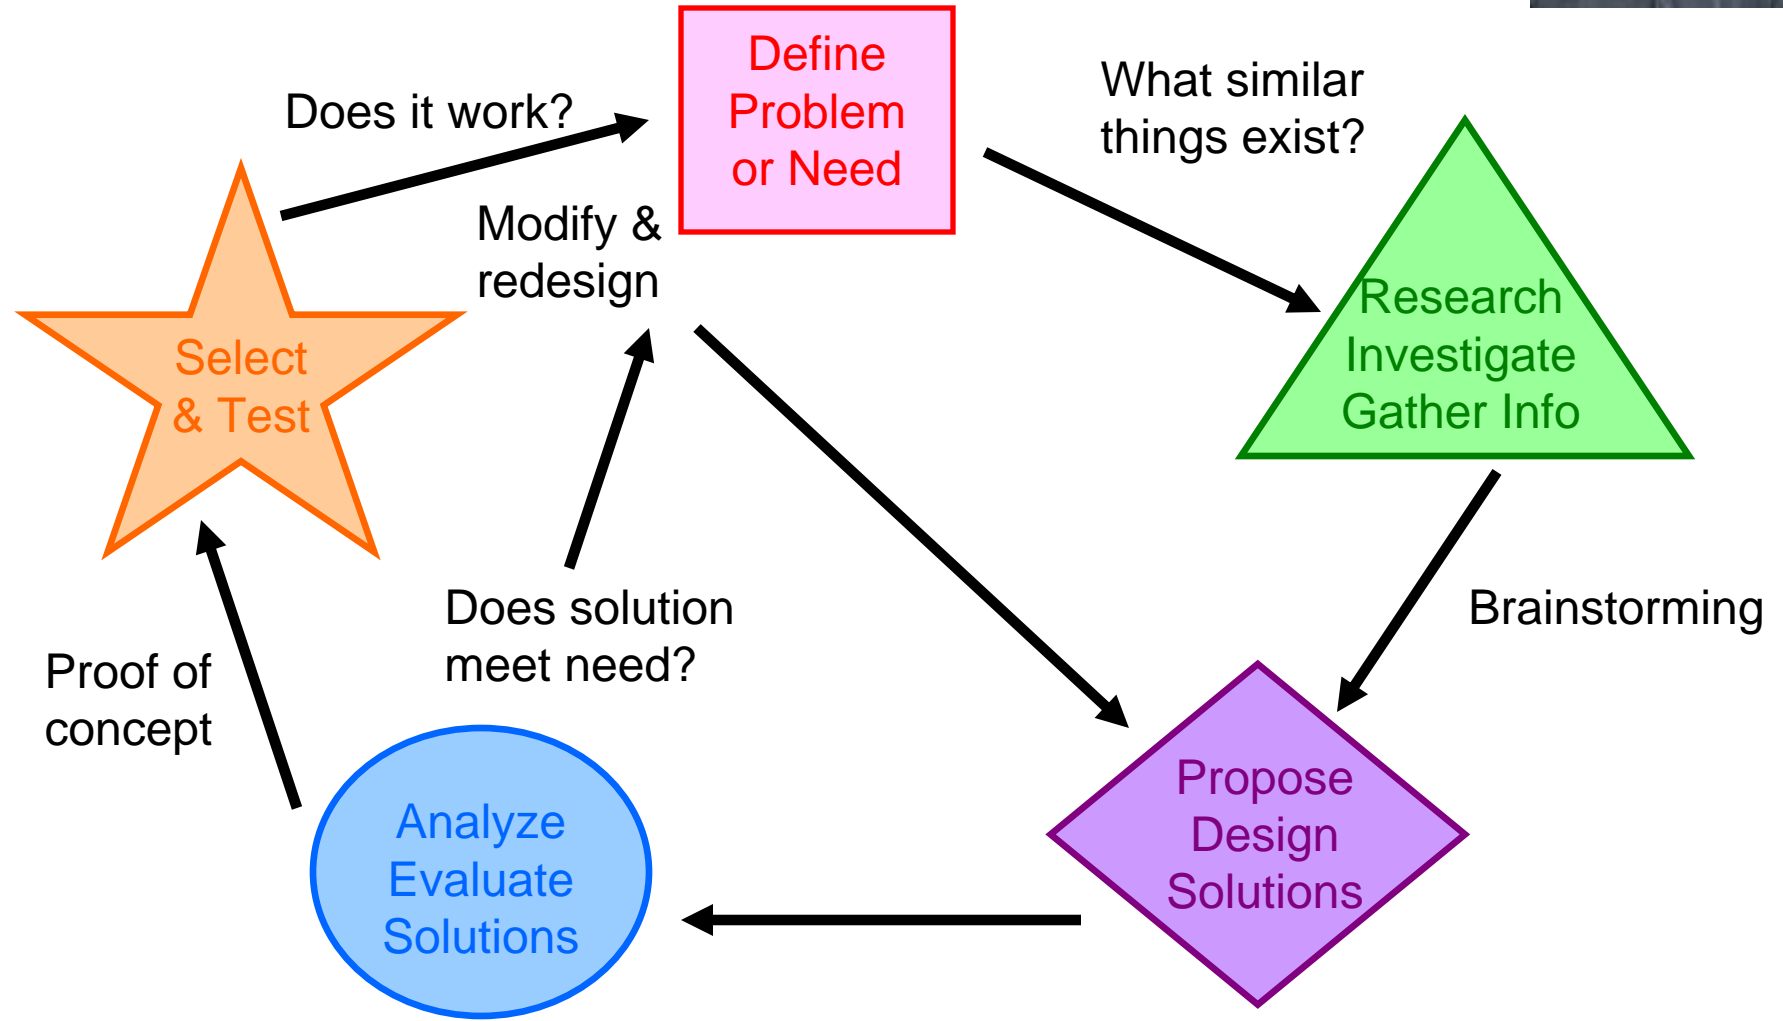 Define
Problem
or Need
What similar
things exist?
Does it work?
Modify &
redesign
Research
Investigate
Gather Info
Select
& Test
Brainstorming
Does solution
meet need?
Proof of
concept
Propose
Design
Solutions
Analyze
Evaluate
Solutions